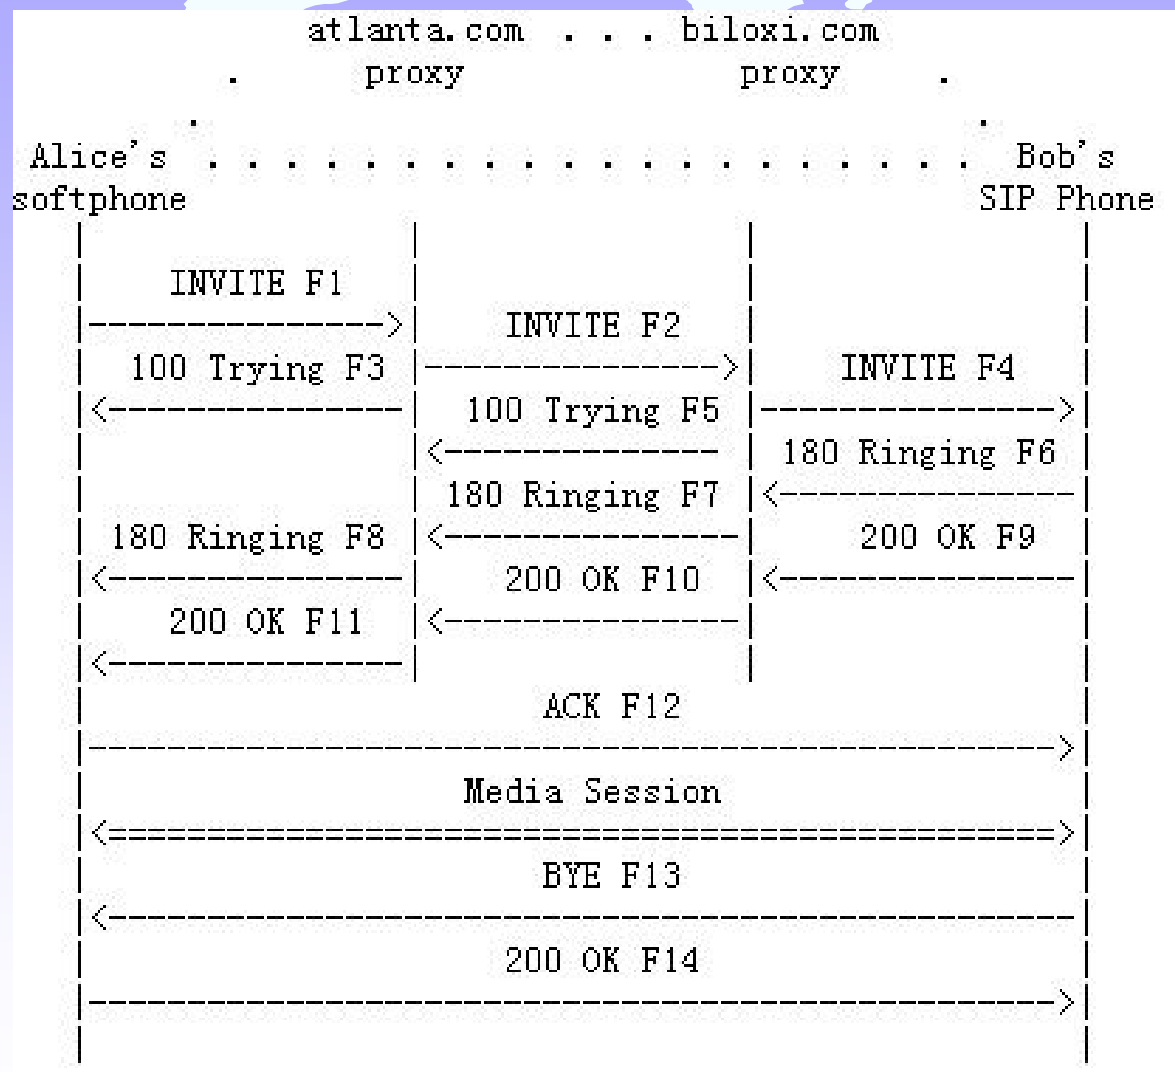 atlanta.com . . . biloxi.com
. proxy proxy .
. .
Alice's . . . . . . . . . . . . . . . . . . . . Bob's
softphone SIP Phone
| | | |
| INVITE F1 | | |
|--------------->| INVITE F2 | |
| 100 Trying F3 |--------------->| INVITE F4 |
|<---------------| 100 Trying F5 |--------------->|
| |<-------------- | 180 Ringing F6 |
| | 180 Ringing F7 |<---------------|
| 180 Ringing F8 |<---------------| 200 OK F9 |
|<---------------| 200 OK F10 |<---------------|
| 200 OK F11 |<---------------| |
|<---------------| | |
| ACK F12 |
|------------------------------------------------->|
| Media Session |
|<================================================>|
| BYE F13 |
|<-------------------------------------------------|
| 200 OK F14 |
|------------------------------------------------->|
| |